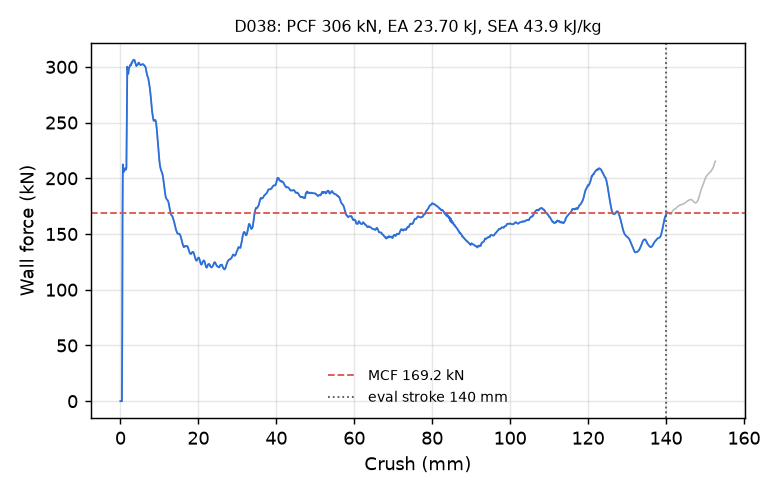 D038: PCF 306 kN, EA 23.70 kJ, SEA 43.9 kJ/kg
Wall force (kN)
300
250
200
150
100
50
0
MCF 169.2 kN
eval stroke 140 mm
0 20 40 60 80 100 120 140 160
Crush (mm)